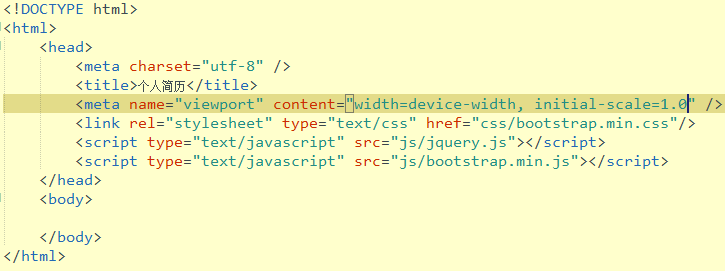 <!DOCTYPE html>
<html>
<head>
<meta charset="utf-8" />
<title>个人简历</title>
<meta name="viewport" content="width=device-width, initial-scale=1.0" />
<link rel="stylesheet" type="text/css" href="css/bootstrap.min.css"/>
<script type="text/javascript" src="js/jquery.js"></script>
<script type="text/javascript" src="js/bootstrap.min.js"></script>
</head>
<body>
</body>
</html>